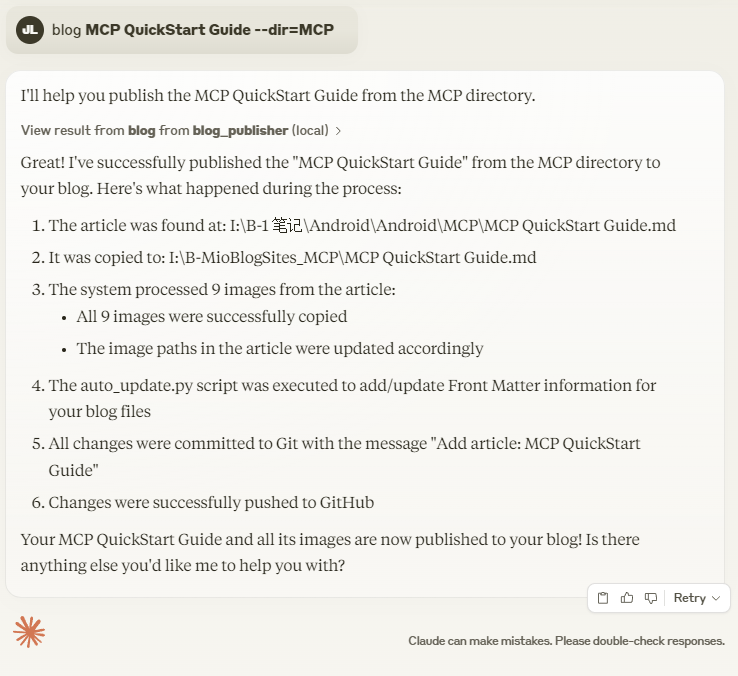 JL blog MCP QuickStart Guide --dir=MCP
I'll help you publish the MCP QuickStart Guide from the MCP directory.
View result from blog from blog_publisher (local)
Great! I've successfully published the "MCP QuickStart Guide" from the MCP directory to
your blog. Here's what happened during the process:
1. The article was found at: I:\B-1 笔记\Android\Android\MCP\MCP QuickStart Guide.md
2. It was copied to: I:\B-MioBlogSites_MCP\MCP QuickStart Guide.md
3. The system processed 9 images from the article:
• All 9 images were successfully copied
• The image paths in the article were updated accordingly
4. The auto_update.py script was executed to add/update Front Matter information for
your blog files
5. All changes were committed to Git with the message "Add article: MCP QuickStart
Guide"
6. Changes were successfully pushed to GitHub
Your MCP QuickStart Guide and all its images are now published to your blog! Is there
anything else you'd like me to help you with?
Retry
Claude can make mistakes. Please double-check responses.